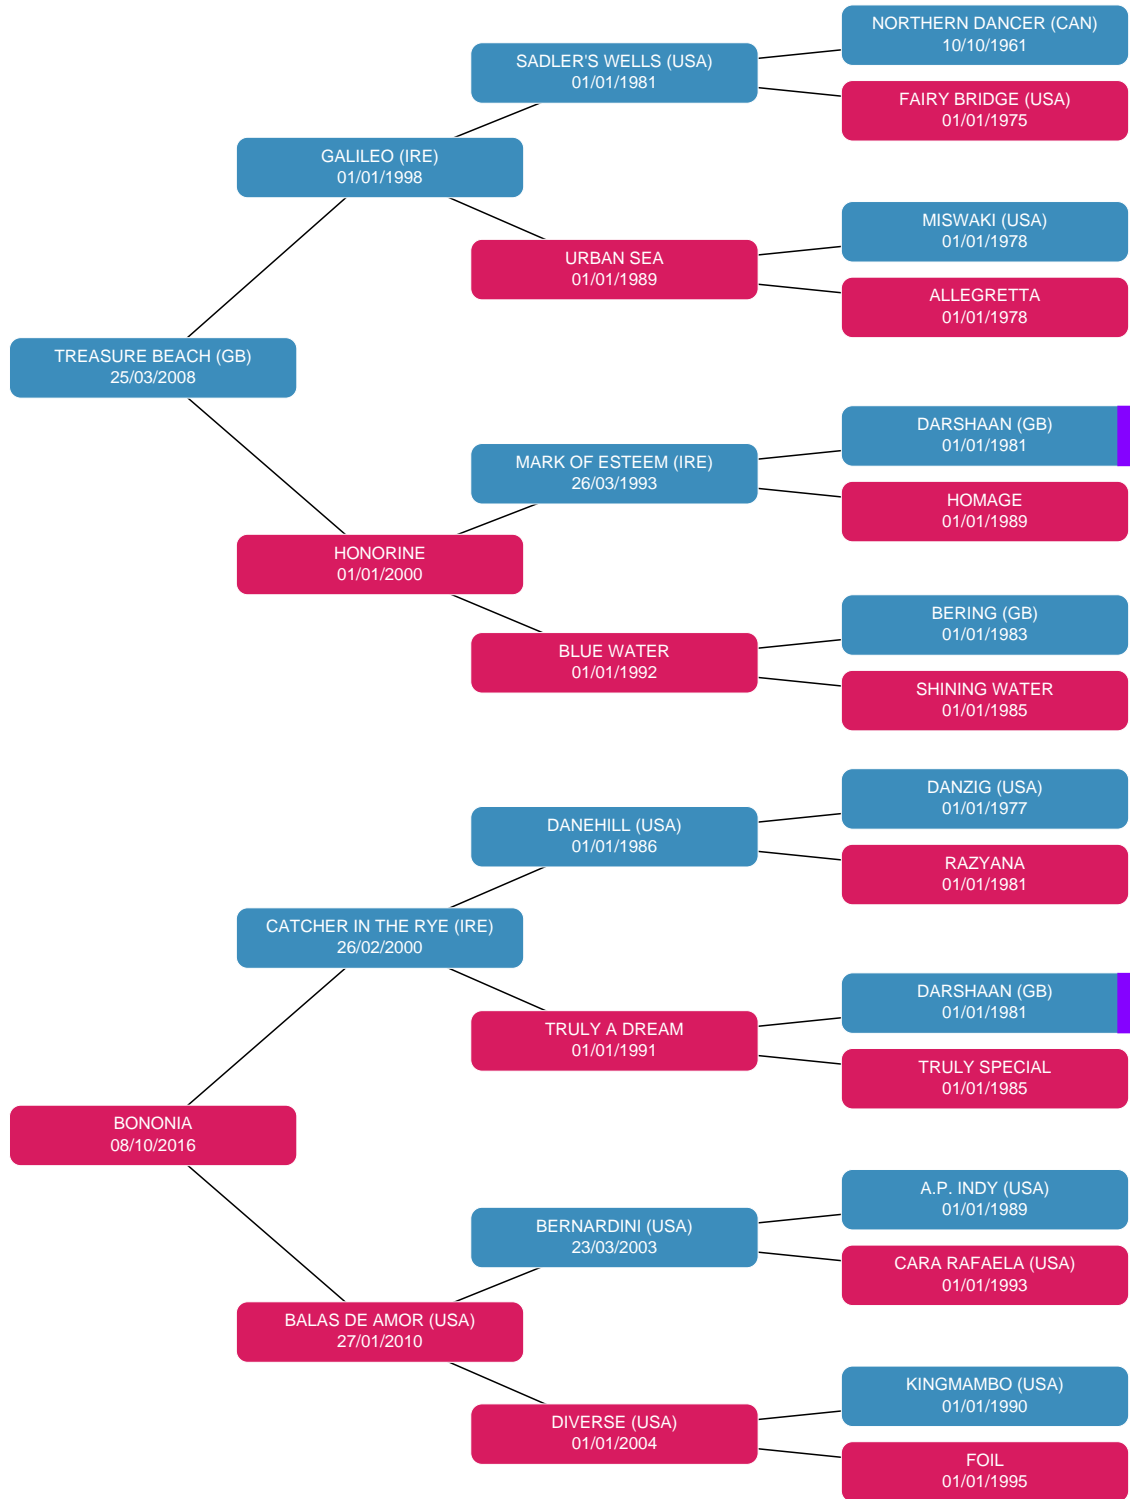 NORTHERN DANCER (CAN)
10/10/1961
SADLER'S WELLS (USA)
01/01/1981
FAIRY BRIDGE (USA)
01/01/1975
GALILEO (IRE)
01/01/1998
MISWAKI (USA)
01/01/1978
URBAN SEA
01/01/1989
ALLEGRETTA
01/01/1978
TREASURE BEACH (GB)
25/03/2008
DARSHAAN (GB)
01/01/1981
MARK OF ESTEEM (IRE)
26/03/1993
HOMAGE
01/01/1989
HONORINE
01/01/2000
BERING (GB)
01/01/1983
BLUE WATER
01/01/1992
SHINING WATER
01/01/1985
DANZIG (USA)
01/01/1977
DANEHILL (USA)
01/01/1986
RAZYANA
01/01/1981
CATCHER IN THE RYE (IRE)
26/02/2000
DARSHAAN (GB)
01/01/1981
TRULY A DREAM
01/01/1991
TRULY SPECIAL
01/01/1985
BONONIA
08/10/2016
A.P. INDY (USA)
01/01/1989
BERNARDINI (USA)
23/03/2003
CARA RAFAELA (USA)
01/01/1993
BALAS DE AMOR (USA)
27/01/2010
KINGMAMBO (USA)
01/01/1990
DIVERSE (USA)
01/01/2004
FOIL
01/01/1995